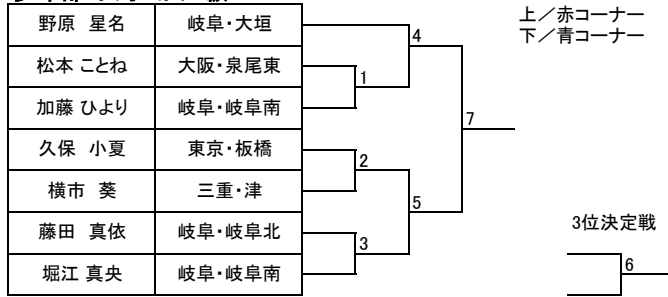 野原 星名 岐阜・大垣
松本 ことね 大阪・泉尾東
加藤 ひより 岐阜・岐阜南
久保 小夏 東京・板橋
横市 葵 三重・津
藤田 真依 岐阜・岐阜北
堀江 真央 岐阜・岐阜南
4
1
7
2
5
3
上／赤コーナー
下／青コーナー
3位決定戦
6